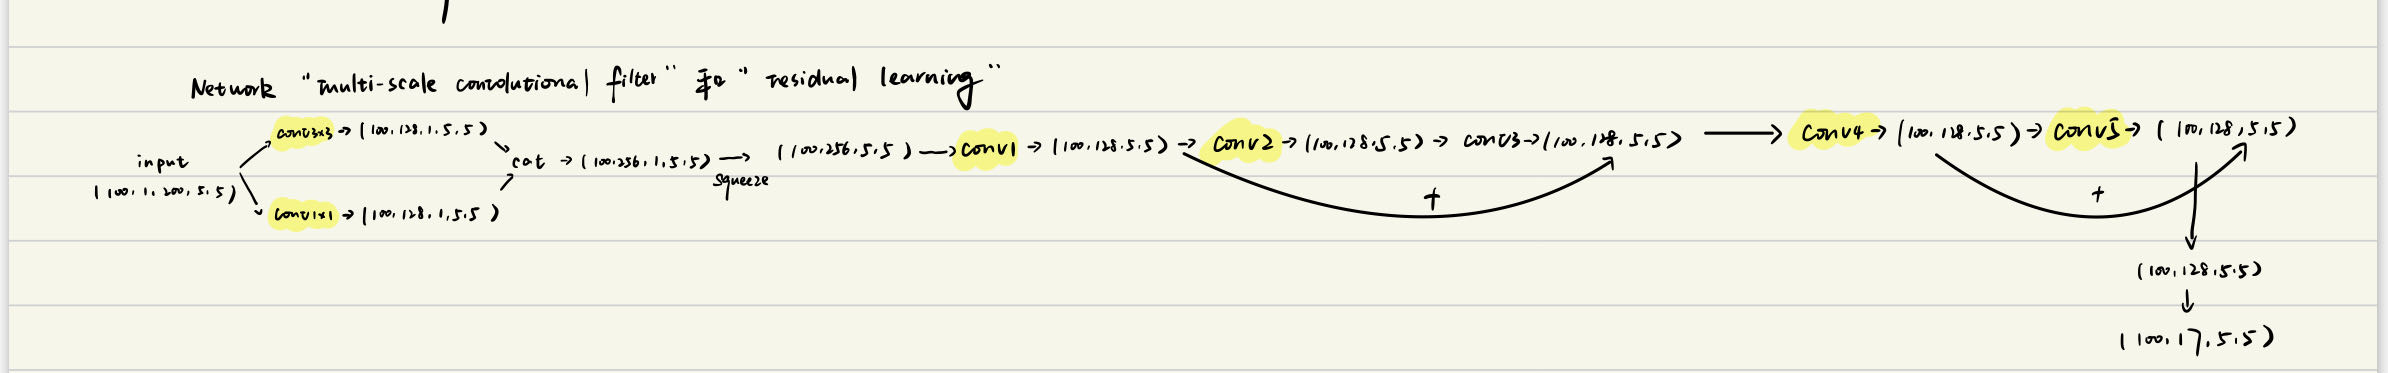 Network "multi-scale convolutional filter" 和 "residual learning"
conv3x3 → (100,128,1,5,5)
input
(100,1,200,5,5)
conv1x1 → (100,128,1,5,5)
cat → (100,256,1,5,5) → squeeze (100,256,5,5) → conv1 → (100,128,5,5) → conv2 → (100,128,5,5) → conv3 → (100,128,5,5) → conv4 → (100,128,5,5) → conv5 → (100,128,5,5)
+
+
(100,128,5,5)
↓
(100,17,5,5)